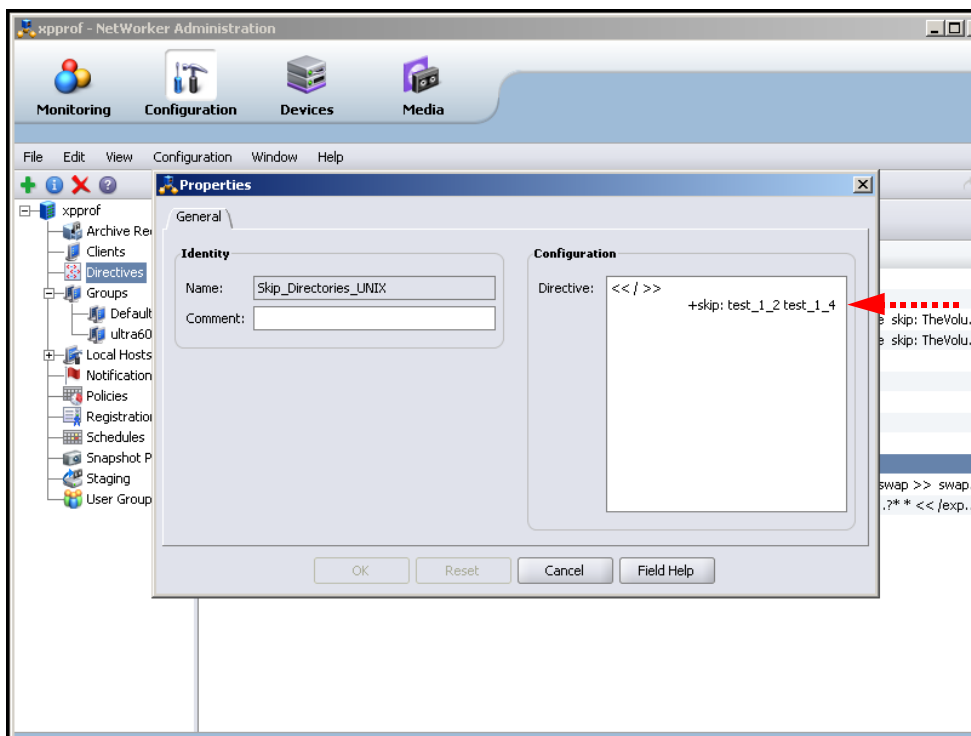 xpprof - NetWorker Administration
Monitoring Configuration Devices Media
File Edit View Configuration Window Help
Properties
xpprof
Archive Re
Clients
Directives
Groups
Default
ultra60
Local Hosts
Notification
Policies
Registration
Schedules
Snapshot P
Staging
User Group
General
Identity
Name: Skip_Directories_UNIX
Comment:
Configuration
Directive: << / >>
+skip: test_1_2 test_1_4
OK Reset Cancel Field Help
e skip: TheVolu.
e skip: TheVolu.
swap >> swap.
.?* * << /exp..